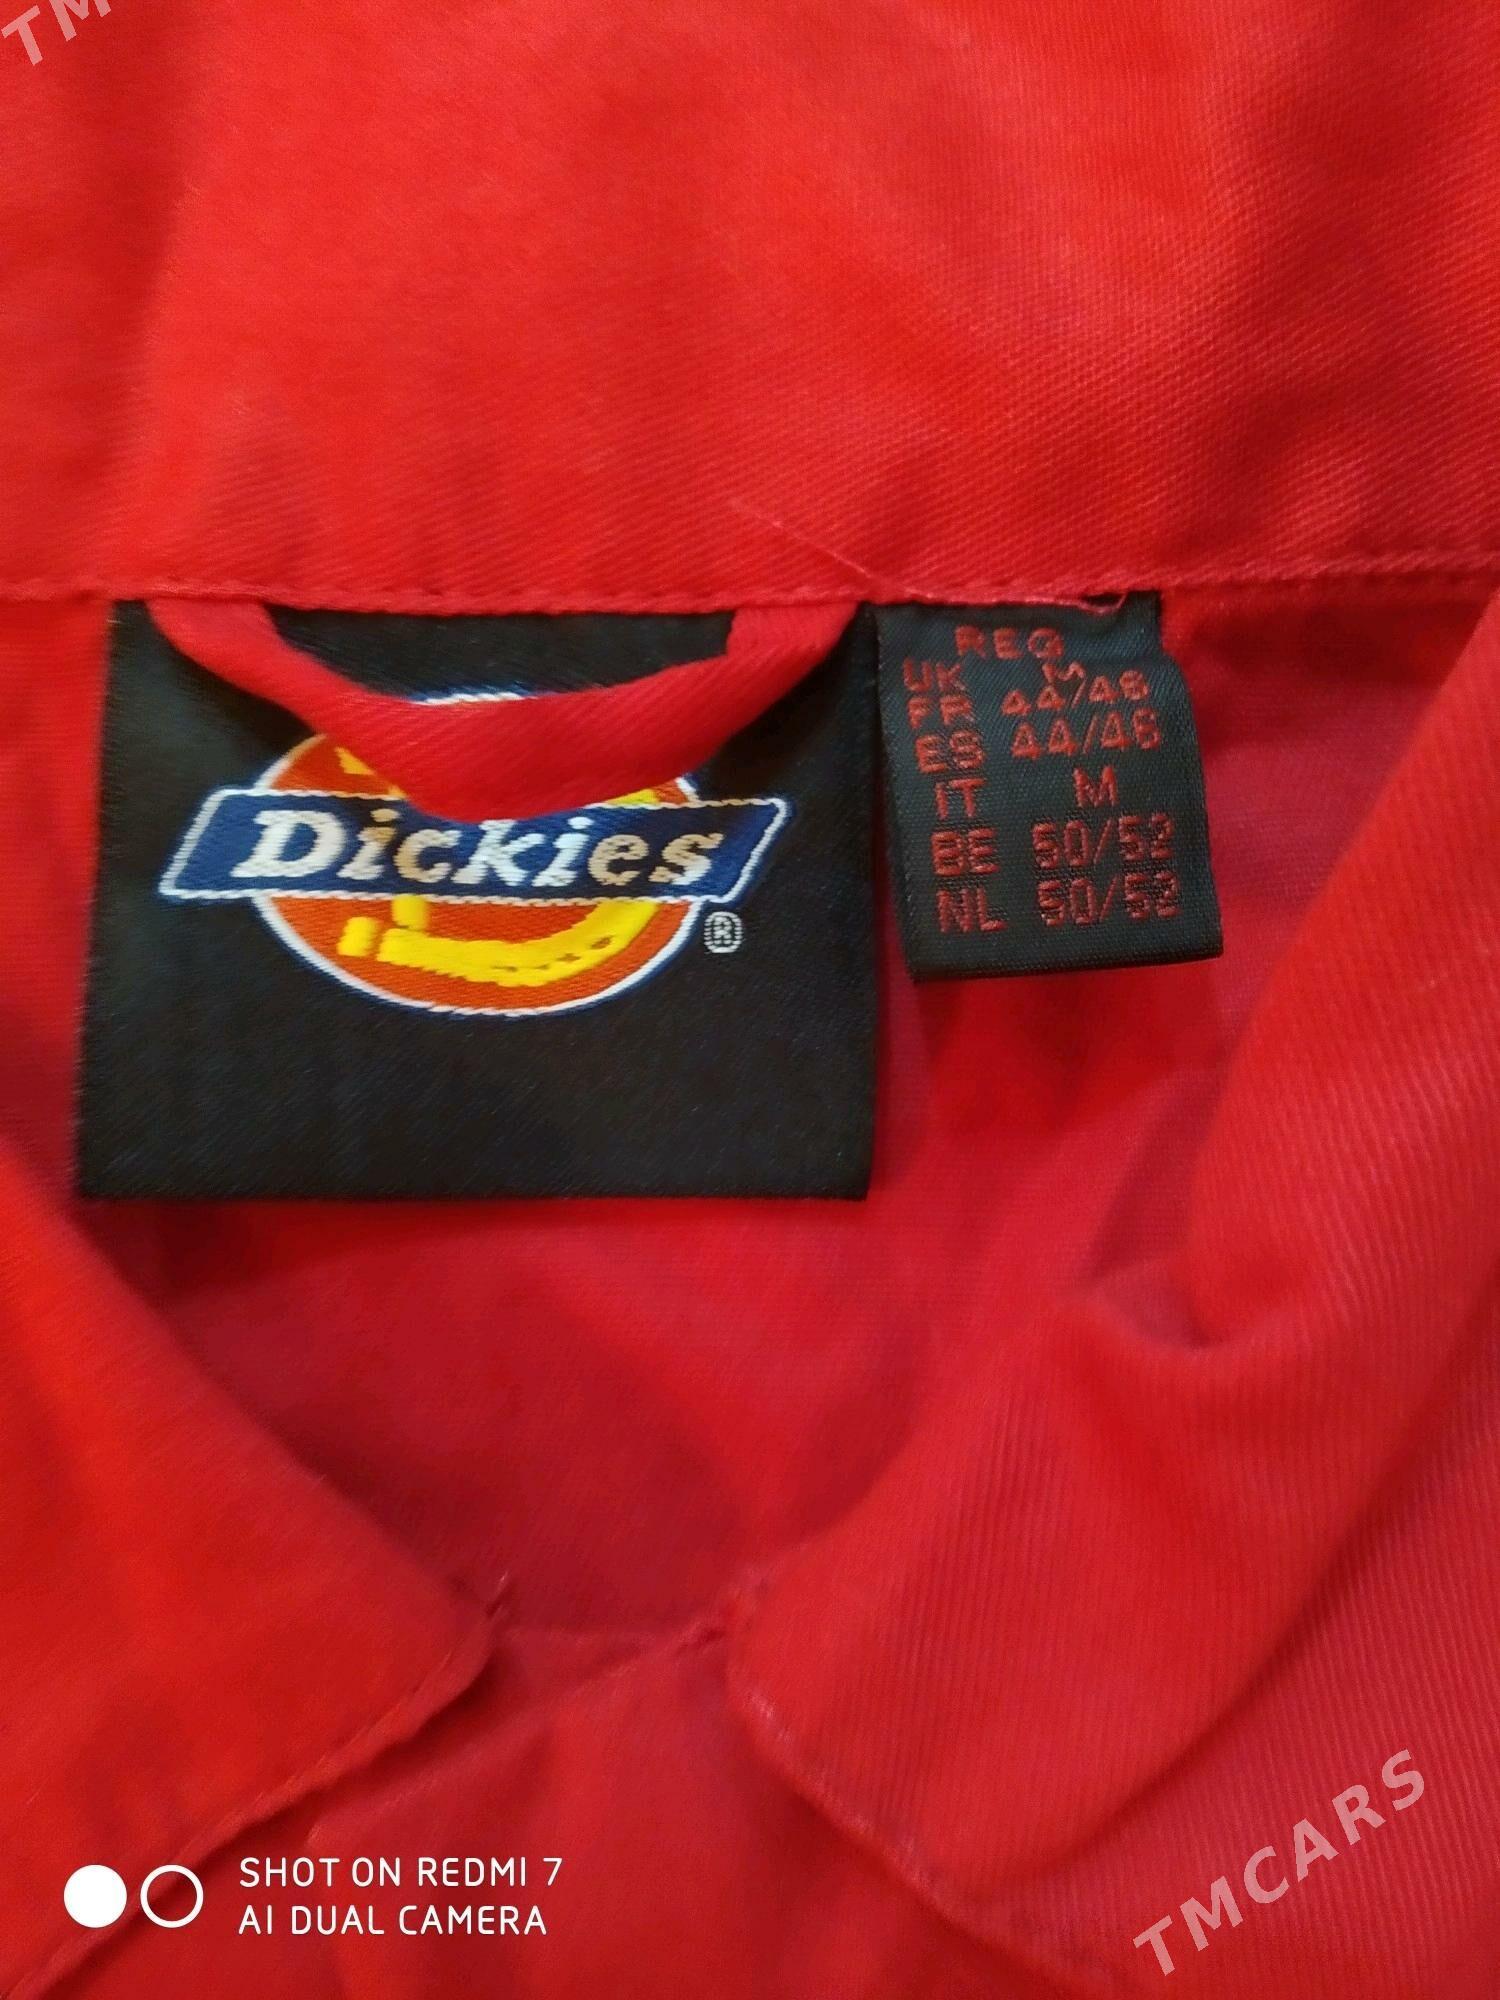 TM
REG
UK M
FR 44/46
ES 44/46
IT M
BE 50/52
NL 50/52
Dickies
®
SHOT ON REDMI 7
AI DUAL CAMERA
TMCARS